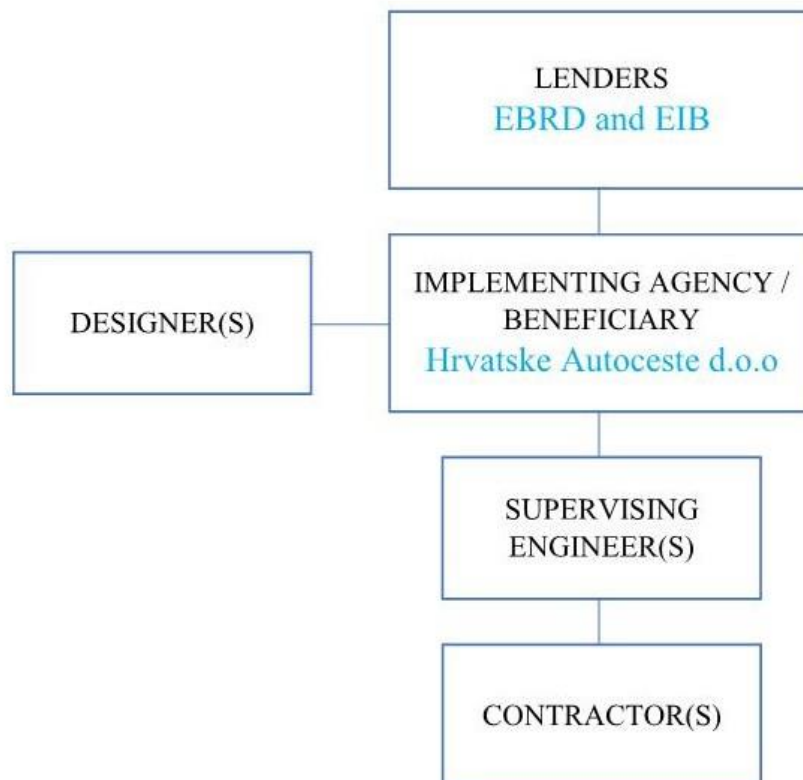 LENDERS
EBRD and EIB
DESIGNER(S)
IMPLEMENTING AGENCY /
BENEFICIARY
Hrvatske Autoceste d.o.o
SUPERVISING
ENGINEER(S)
CONTRACTOR(S)